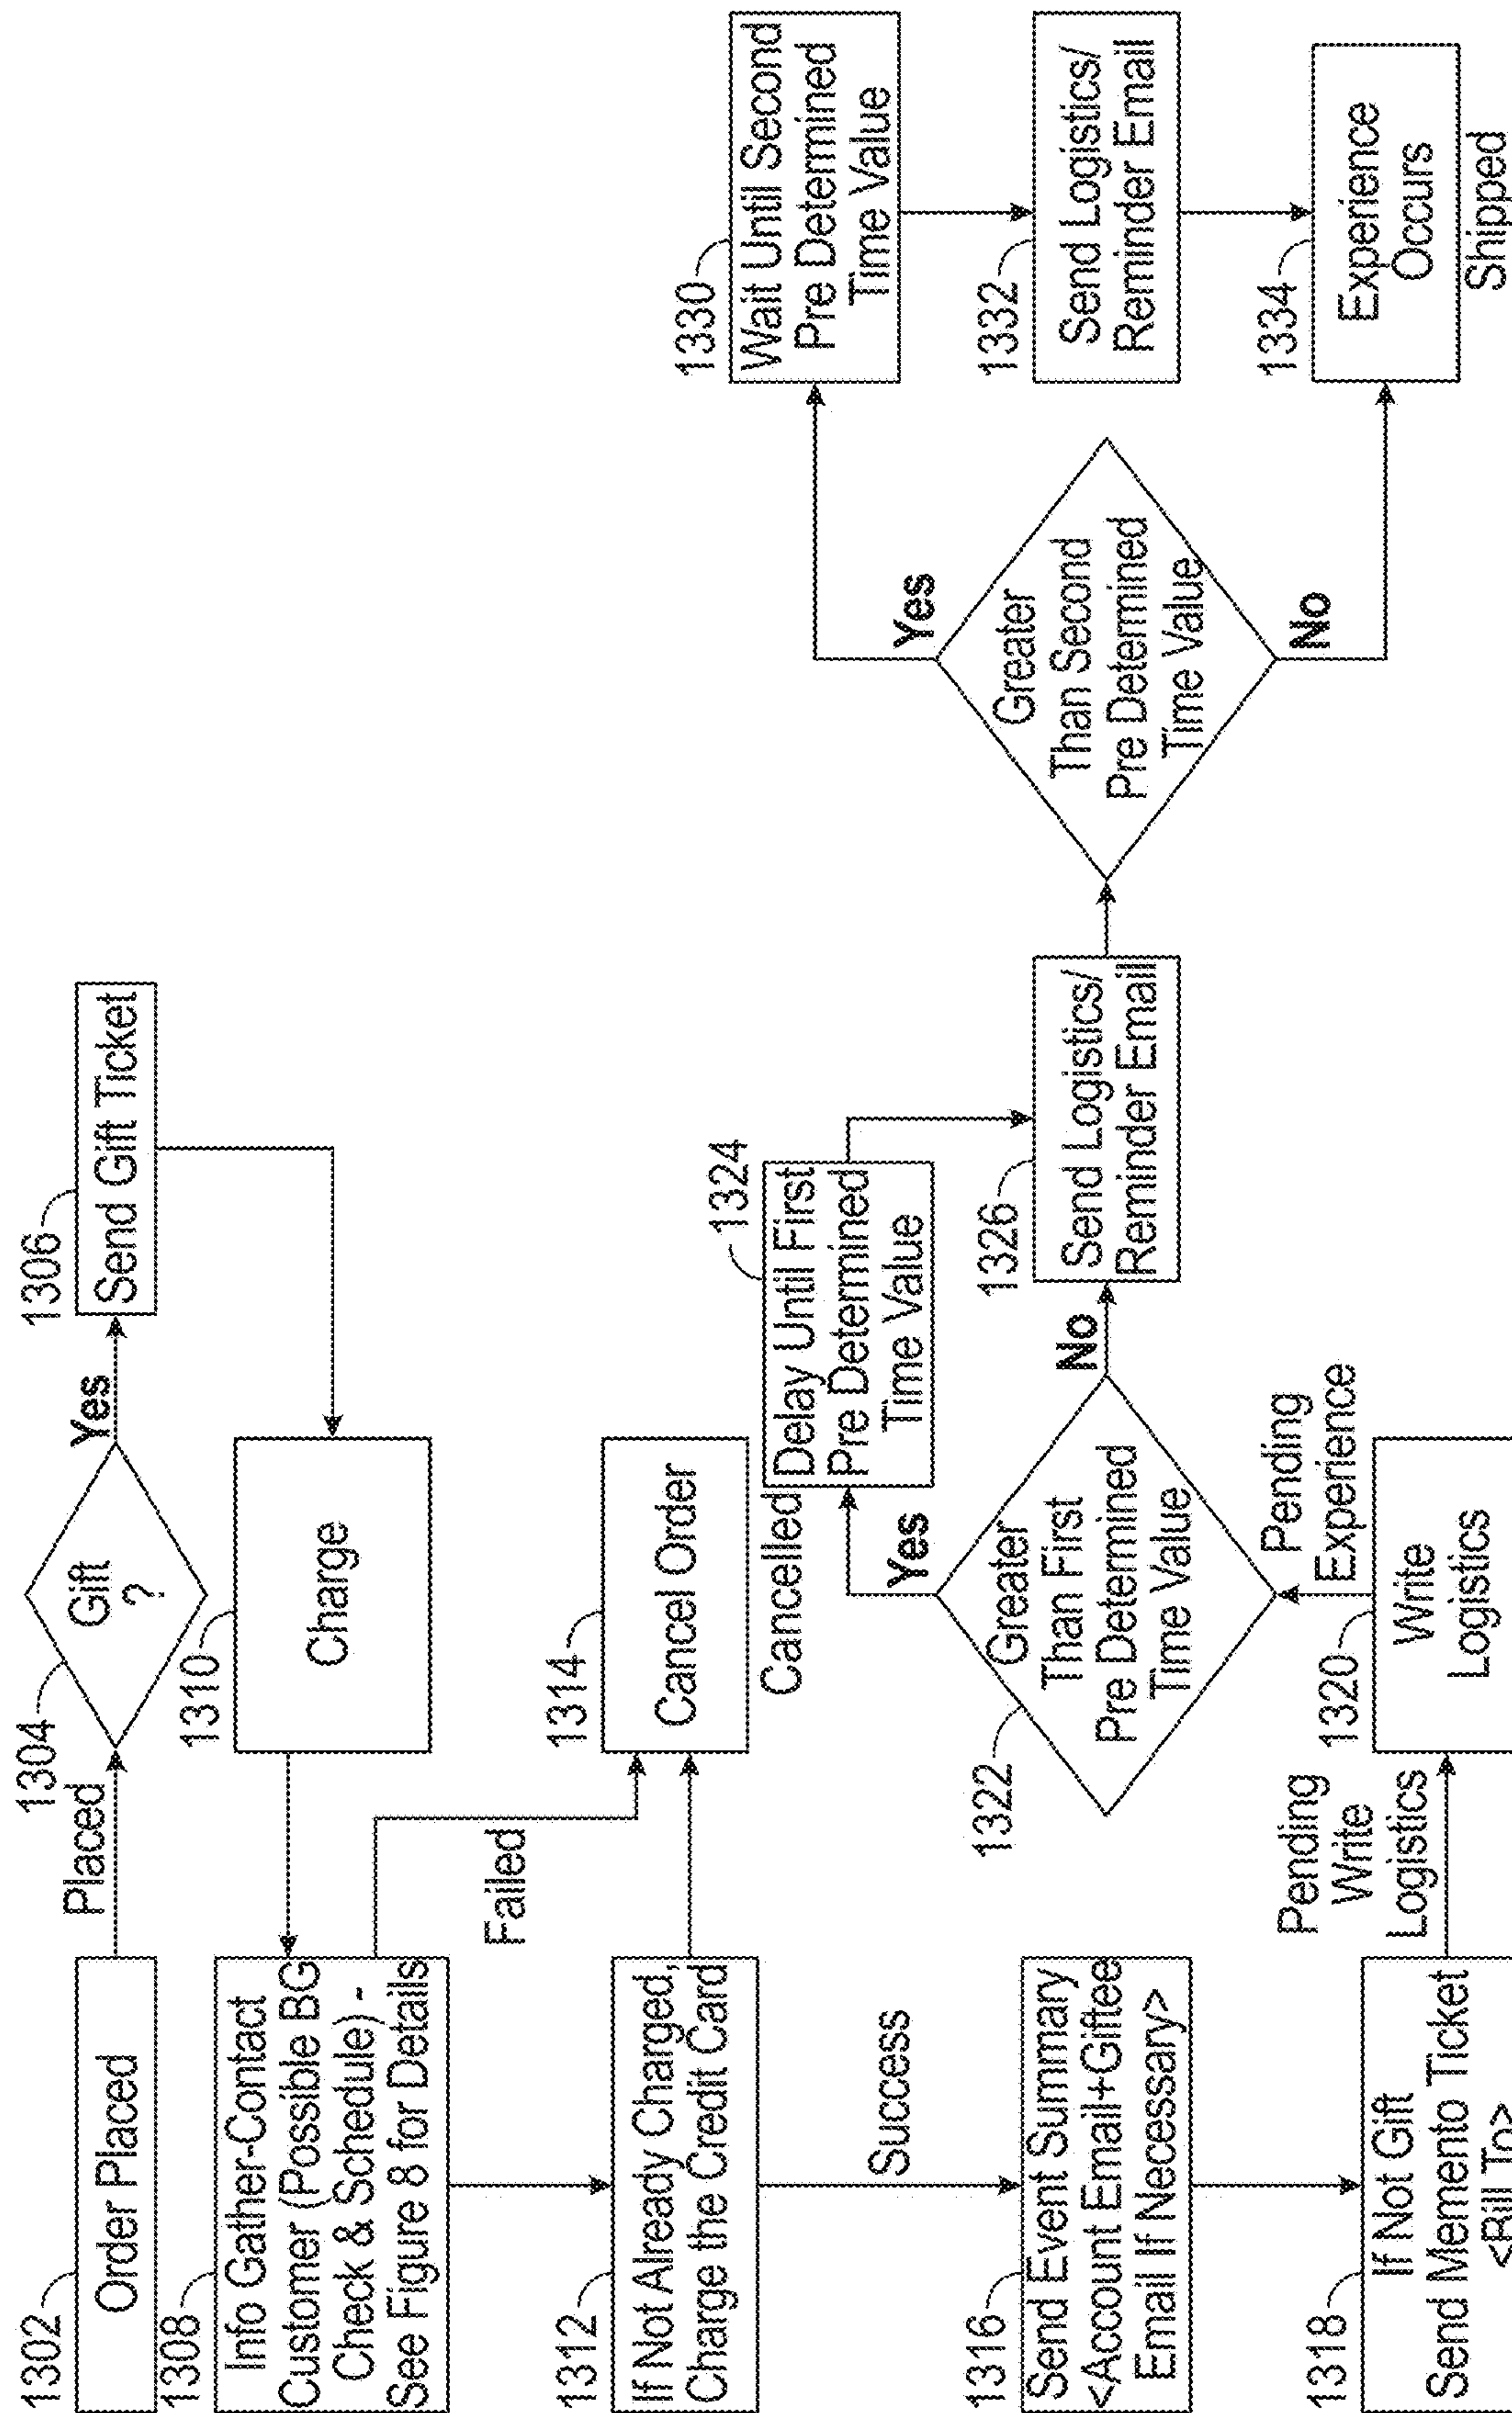 1302
Order Placed
Placed
1304
Gift
?
Yes
1306
Send Gift Ticket
1308
Info Gather-Contact
Customer (Possible BG
Check & Schedule) -
See Figure 8 for Details
1310
Charge
Failed
1312
If Not Already Charged,
Charge the Credit Card
1314
Cancel Order
Cancelled
Success
1316
Send Event Summary
<Account Email+Giftee
Email If Necessary>
1318
If Not Gift
Send Memento Ticket
<Bill To>
Pending
Write
Logistics
1320
Write
Logistics
Pending
Experience
1322
Greater
Than First
Pre Determined
Time Value
Yes
No
1324
Delay Until First
Pre Determined
Time Value
1326
Send Logistics/
Reminder Email
Greater
Than Second
Pre Determined
Time Value
Yes
No
1330
Wait Until Second
Pre Determined
Time Value
1332
Send Logistics/
Reminder Email
1334
Experience
Occurs
Shipped